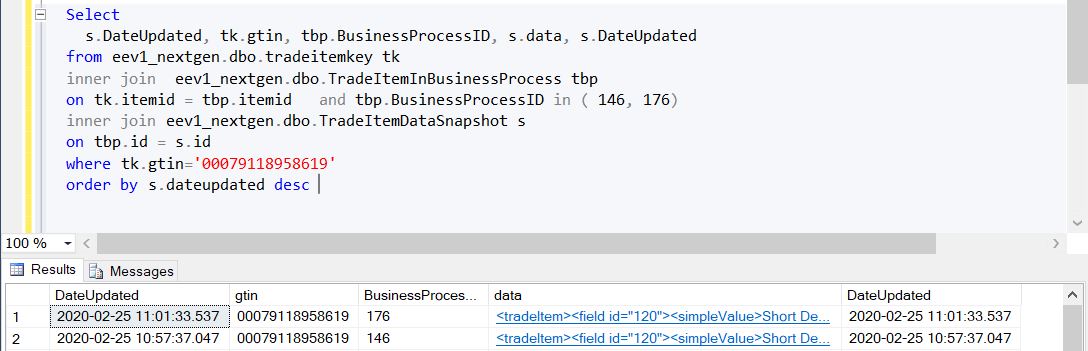 Select
s.DateUpdated, tk.gtin, tbp.BusinessProcessID, s.data, s.DateUpdated
from eev1_nextgen.dbo.tradeitemkey tk
inner join eev1_nextgen.dbo.TradeItemInBusinessProcess tbp
on tk.itemid = tbp.itemid and tbp.BusinessProcessID in ( 146, 176)
inner join eev1_nextgen.dbo.TradeItemDataSnapshot s
on tbp.id = s.id
where tk.gtin='00079118958619'
order by s.dateupdated desc
100 %
Results Messages
DateUpdated gtin BusinessProces... data DateUpdated
1 2020-02-25 11:01:33.537 00079118958619 176 <tradeItem><field id="120"><simpleValue>Short De... 2020-02-25 11:01:33.537
2 2020-02-25 10:57:37.047 00079118958619 146 <tradeItem><field id="120"><simpleValue>Short De... 2020-02-25 10:57:37.047